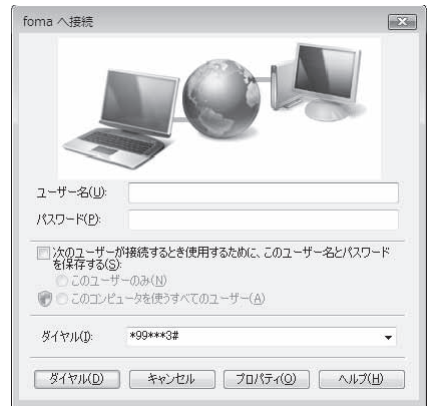 foma へ接続
ユーザー名(U):
パスワード(P):
次のユーザーが接続するとき使用するために、このユーザー名とパスワード
を保存する(S):
このユーザーのみ(N)
このコンピュータを使うすべてのユーザー(A)
ダイヤル(I): *99***3#
ダイヤル(D) キャンセル プロパティ(O) ヘルプ(H)